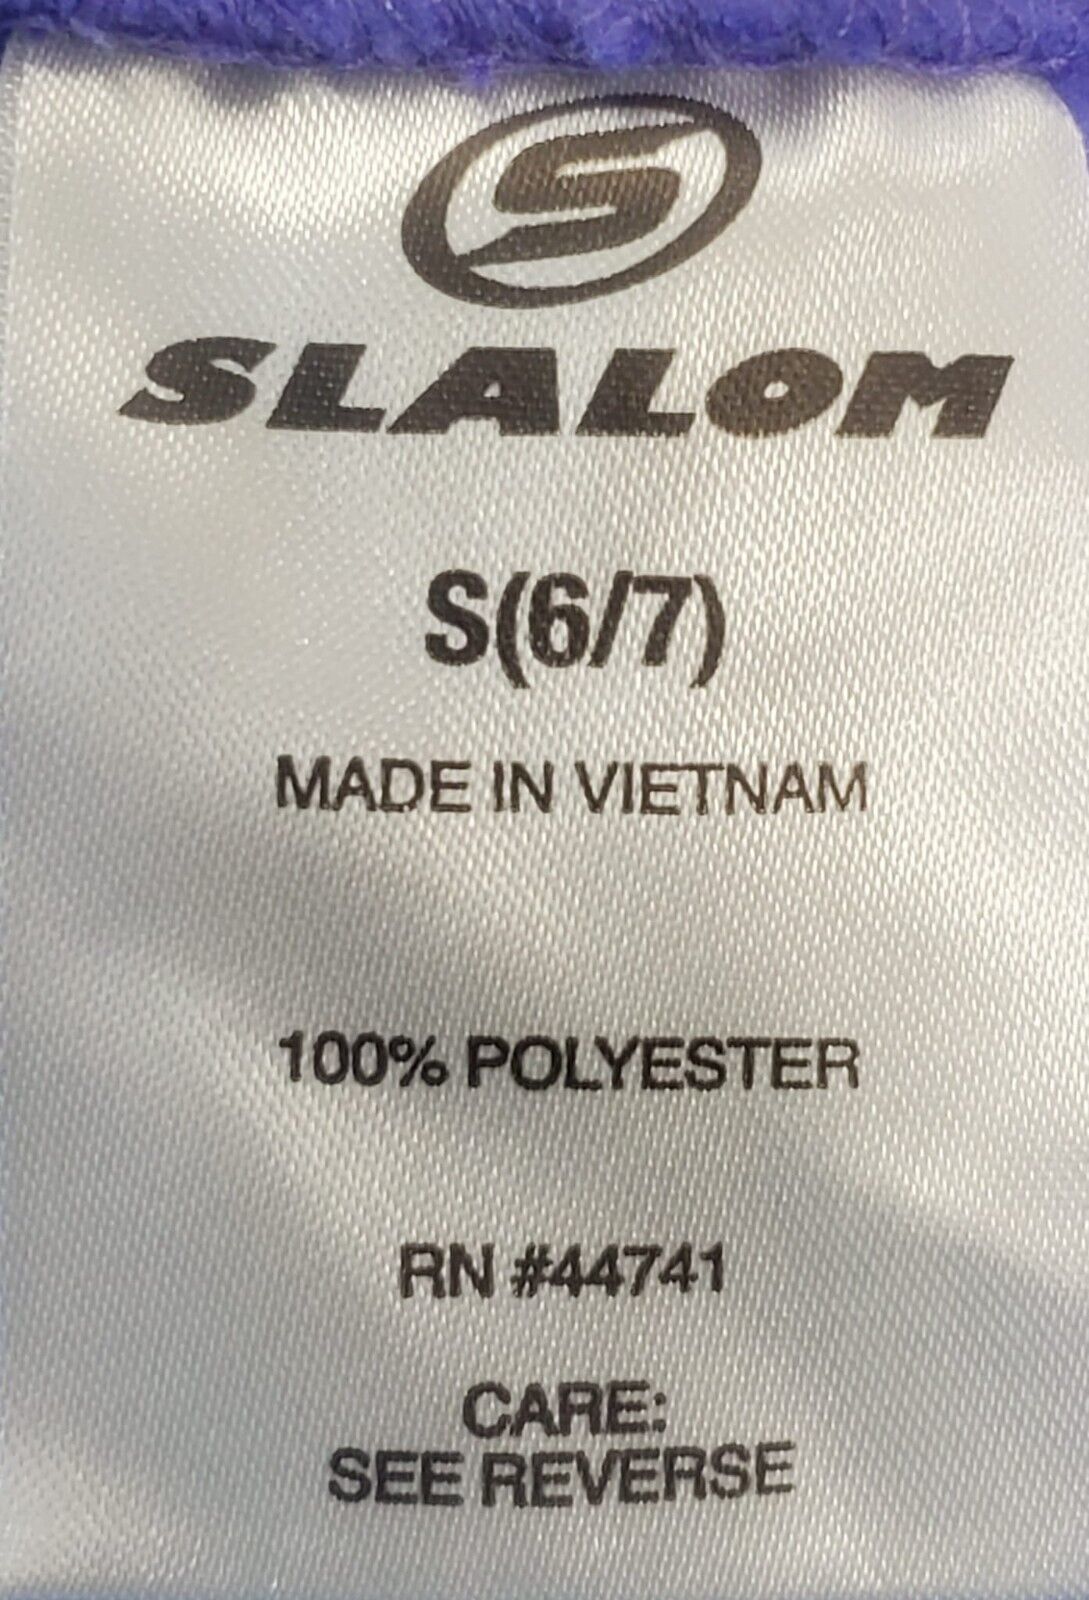 S
SLALOM
S(6/7)
MADE IN VIETNAM
100% POLYESTER
RN #44741
CARE:
SEE REVERSE